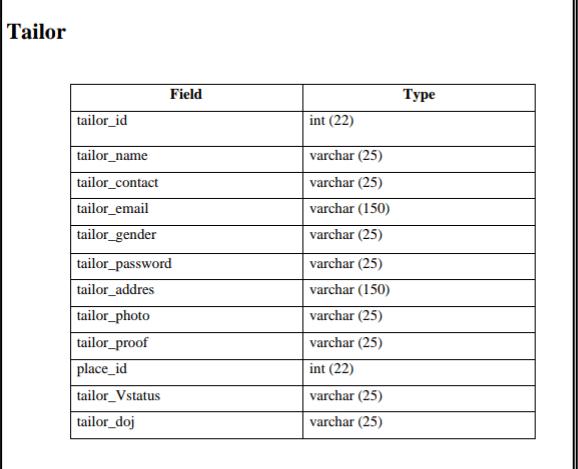 Tailor
Field Type
tailor_id int (22)
tailor_name varchar (25)
tailor_contact varchar (25)
tailor_email varchar (150)
tailor_gender varchar (25)
tailor_password varchar (25)
tailor_addres varchar (150)
tailor_photo varchar (25)
tailor_proof varchar (25)
place_id int (22)
tailor_Vstatus varchar (25)
tailor_doj varchar (25)